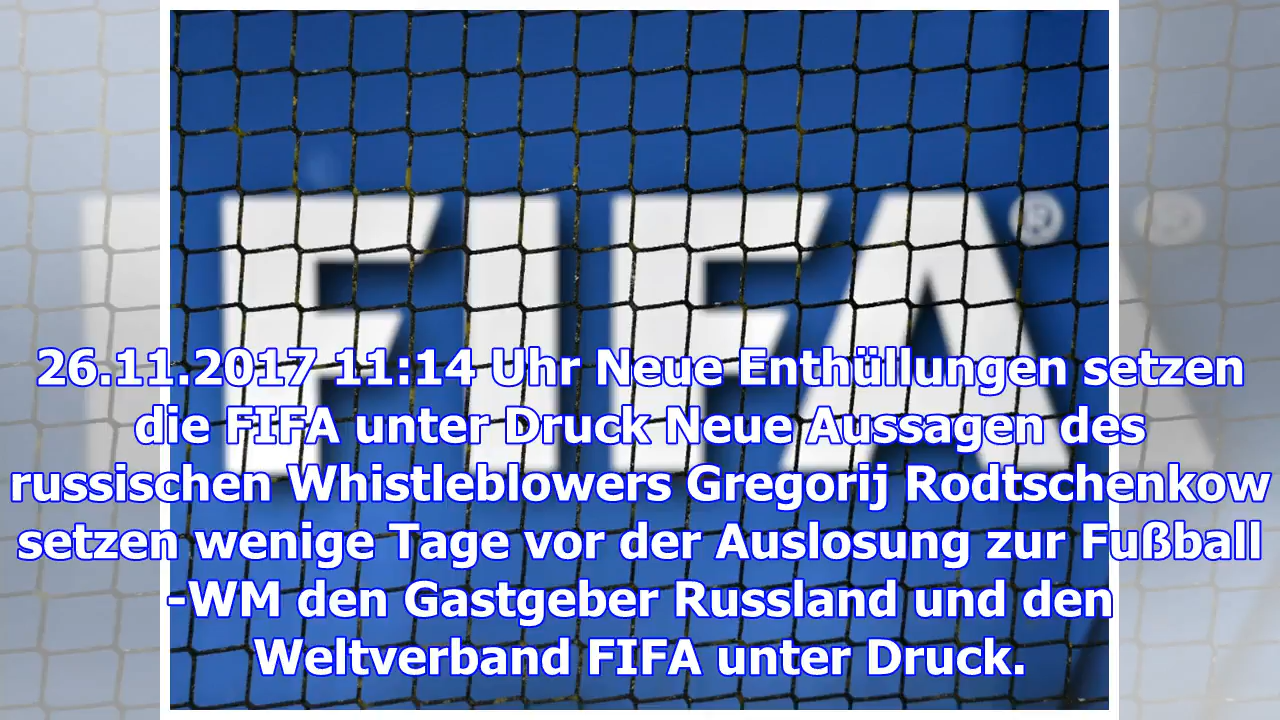 FIFA®
26.11.2017 11:14 Uhr Neue Enthüllungen setzen
die FIFA unter Druck Neue Aussagen des
russischen Whistleblowers Gregorij Rodtschenkow
setzen wenige Tage vor der Auslosung zur Fußball
-WM den Gastgeber Russland und den
Weltverband FIFA unter Druck.